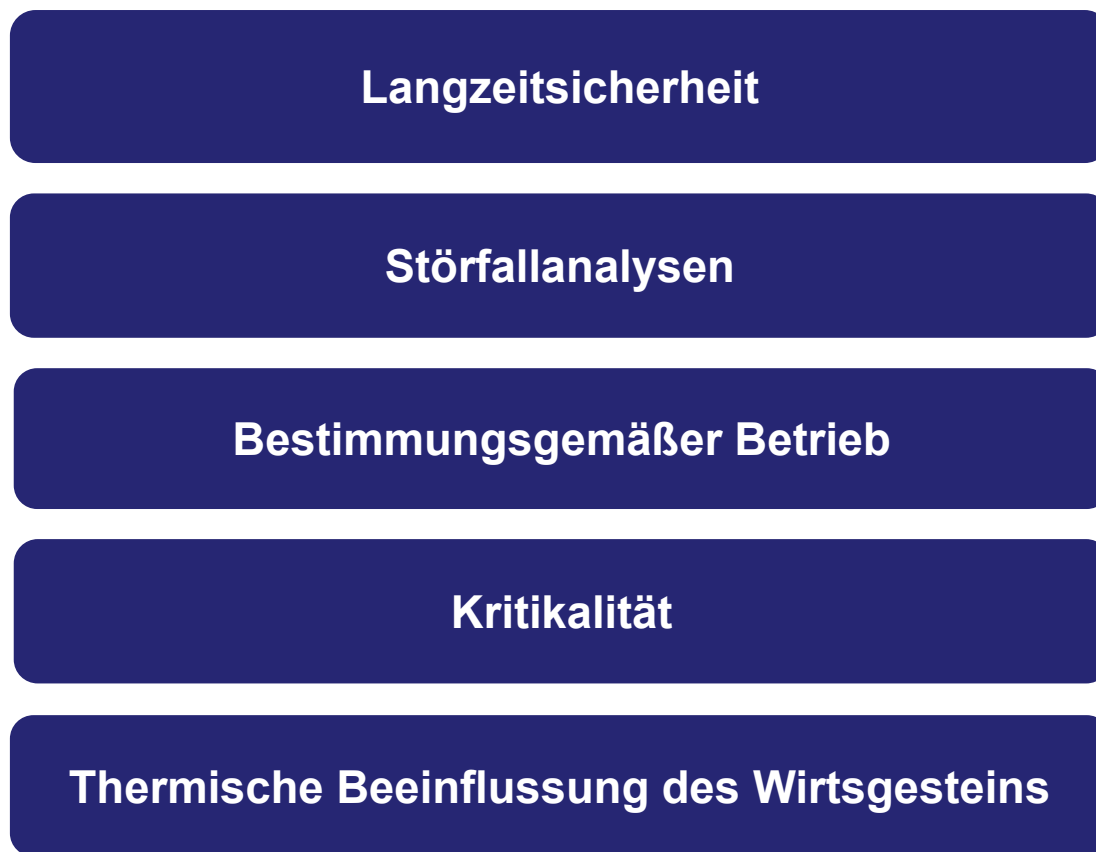 Langzeitsicherheit
Störfallanalysen
Bestimmungsgemäßer Betrieb
Kritikalität
Thermische Beeinflussung des Wirtsgesteins